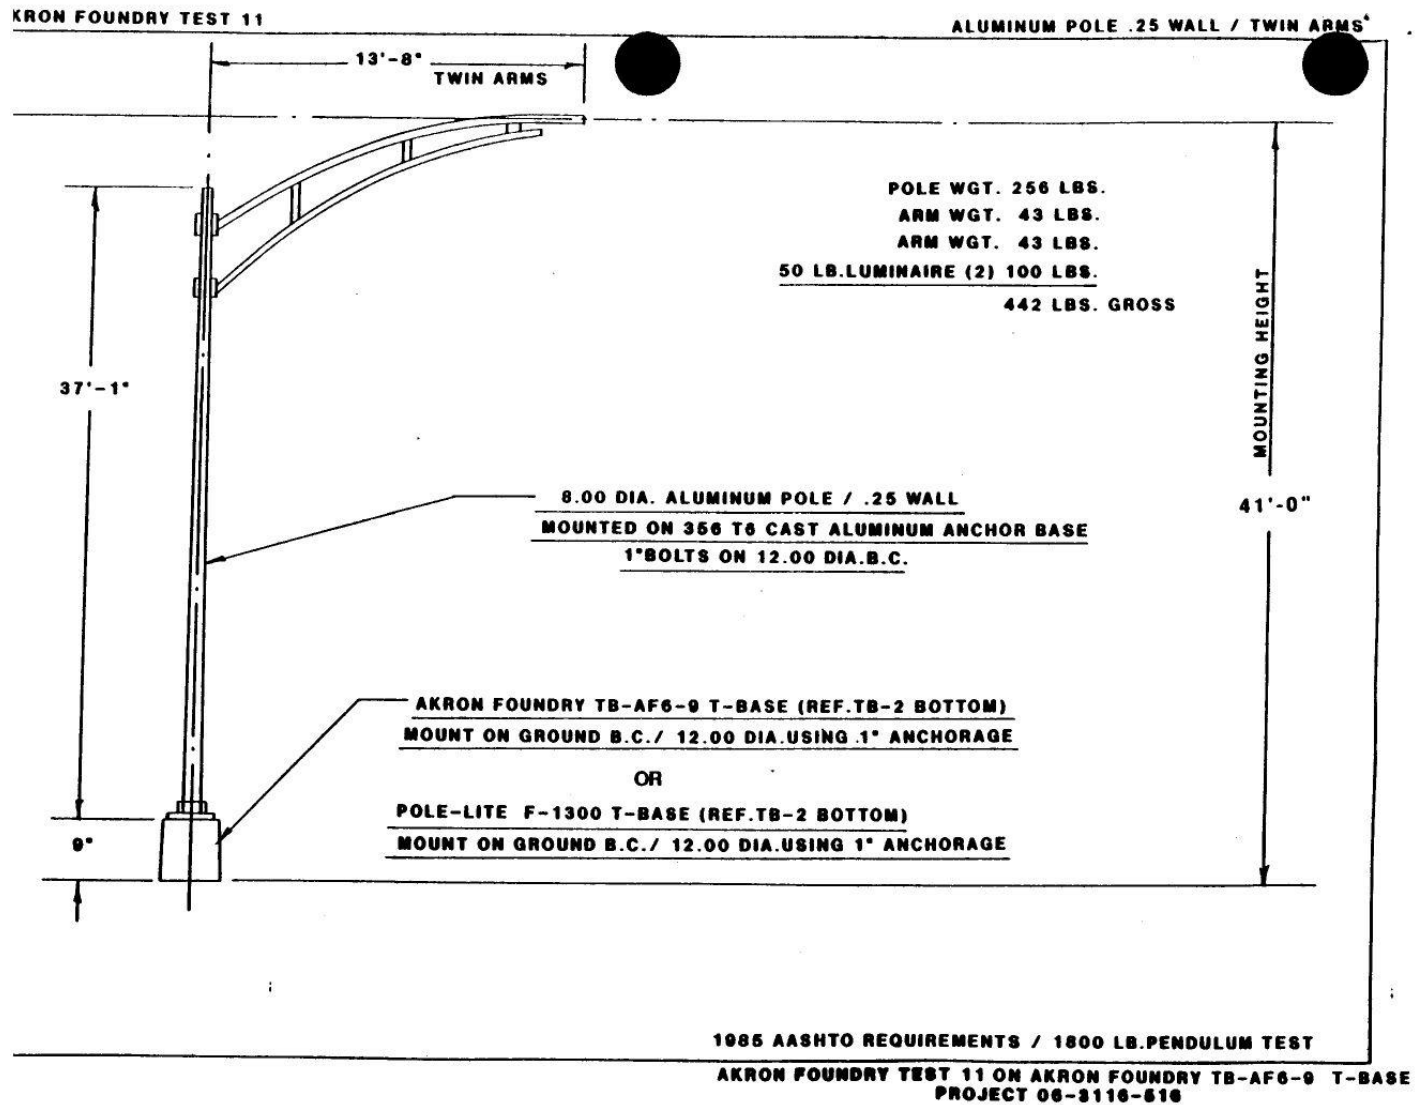 KRON FOUNDRY TEST 11
ALUMINUM POLE .25 WALL / TWIN ARMS
13'-8"
TWIN ARMS
POLE WGT. 256 LBS.
ARM WGT. 43 LBS.
ARM WGT. 43 LBS.
50 LB.LUMINAIRE (2) 100 LBS.
442 LBS. GROSS
MOUNTING HEIGHT
41'-0"
37'-1"
8.00 DIA. ALUMINUM POLE / .25 WALL
MOUNTED ON 356 T6 CAST ALUMINUM ANCHOR BASE
1"BOLTS ON 12.00 DIA.B.C.
AKRON FOUNDRY TB-AF6-9 T-BASE (REF.TB-2 BOTTOM)
MOUNT ON GROUND B.C./ 12.00 DIA.USING 1" ANCHORAGE
OR
POLE-LITE F-1300 T-BASE (REF.TB-2 BOTTOM)
MOUNT ON GROUND B.C./ 12.00 DIA.USING 1" ANCHORAGE
9"
1985 AASHTO REQUIREMENTS / 1800 LB.PENDULUM TEST
AKRON FOUNDRY TEST 11 ON AKRON FOUNDRY TB-AF6-9 T-BASE
PROJECT 06-3116-516